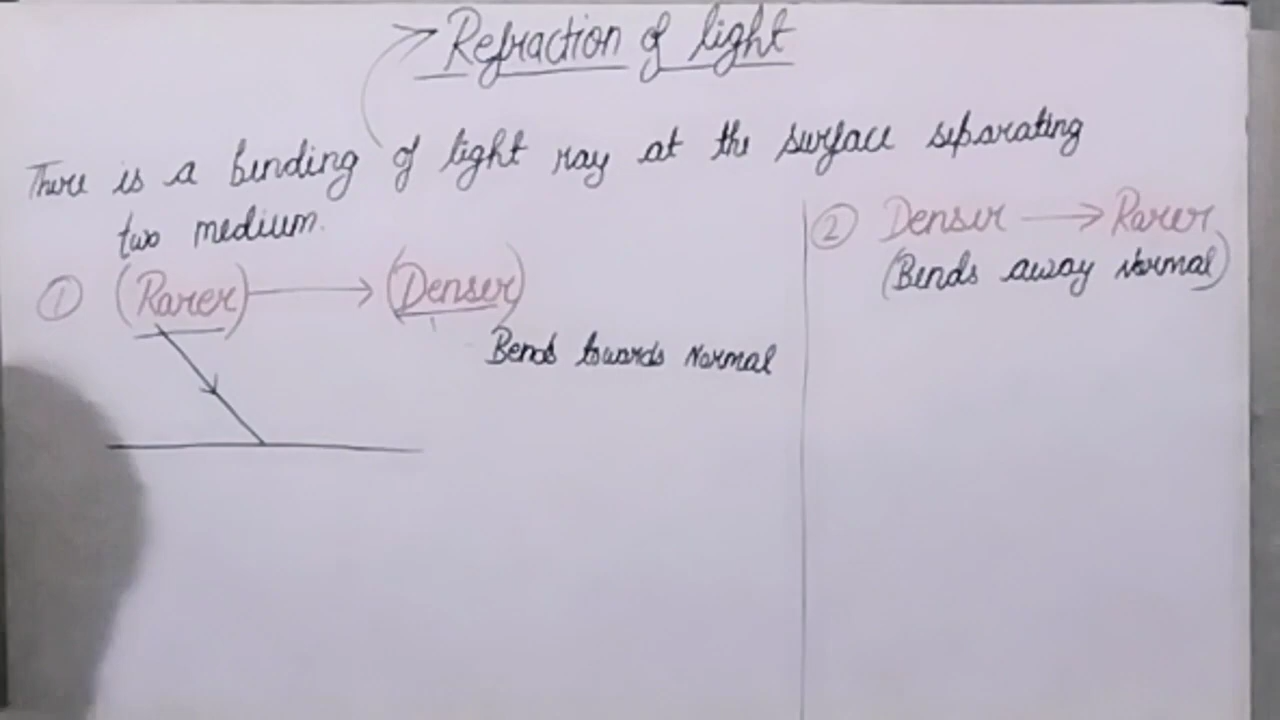 Refraction of light
There is a bending of light ray at the surface separating
two medium.
① (Rarer) → (Denser)
Bends towards Normal
② Denser → Rarer
(Bends away Normal)